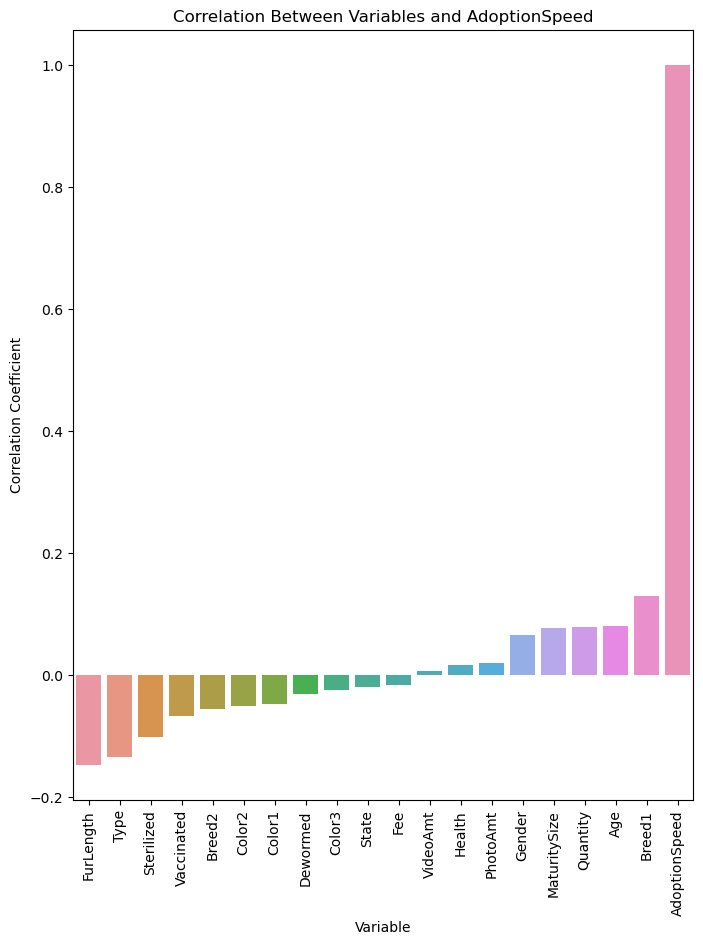 Correlation Between Variables and AdoptionSpeed
Correlation Coefficient
1.0
0.8
0.6
0.4
0.2
0.0
−0.2
FurLength
Type
Sterilized
Vaccinated
Breed2
Color2
Color1
Dewormed
Color3
State
Fee
VideoAmt
Health
PhotoAmt
Gender
MaturitySize
Quantity
Age
Breed1
AdoptionSpeed
Variable